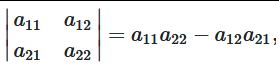 | a₁₁ a₁₂ |
| a₂₁ a₂₂ | = a₁₁a₂₂ − a₁₂a₂₁,